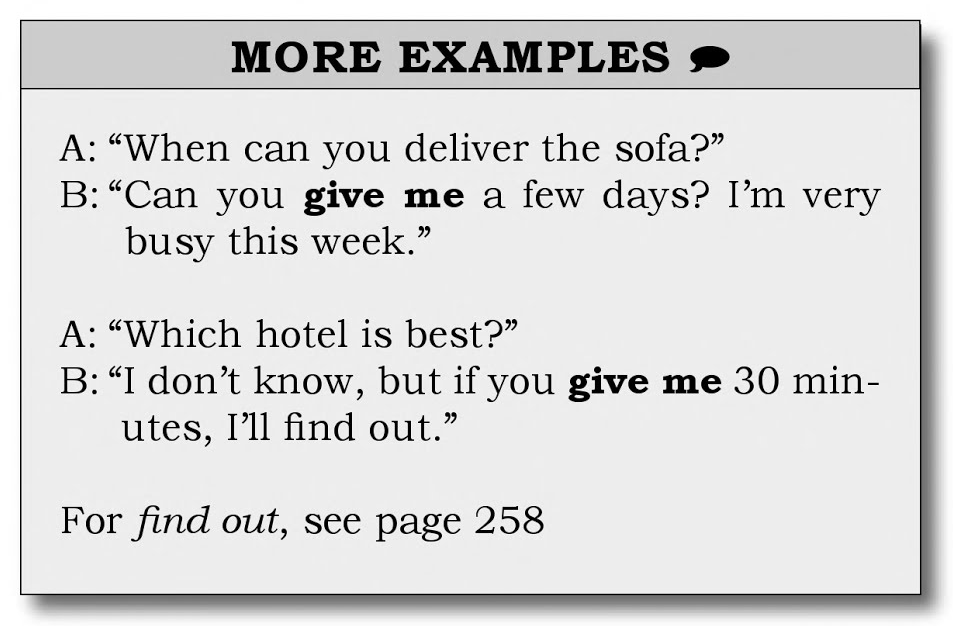 MORE EXAMPLES
A: “When can you deliver the sofa?”
B: “Can you give me a few days? I’m very
busy this week.”
A: “Which hotel is best?”
B: “I don’t know, but if you give me 30 min-
utes, I’ll find out.”
For find out, see page 258